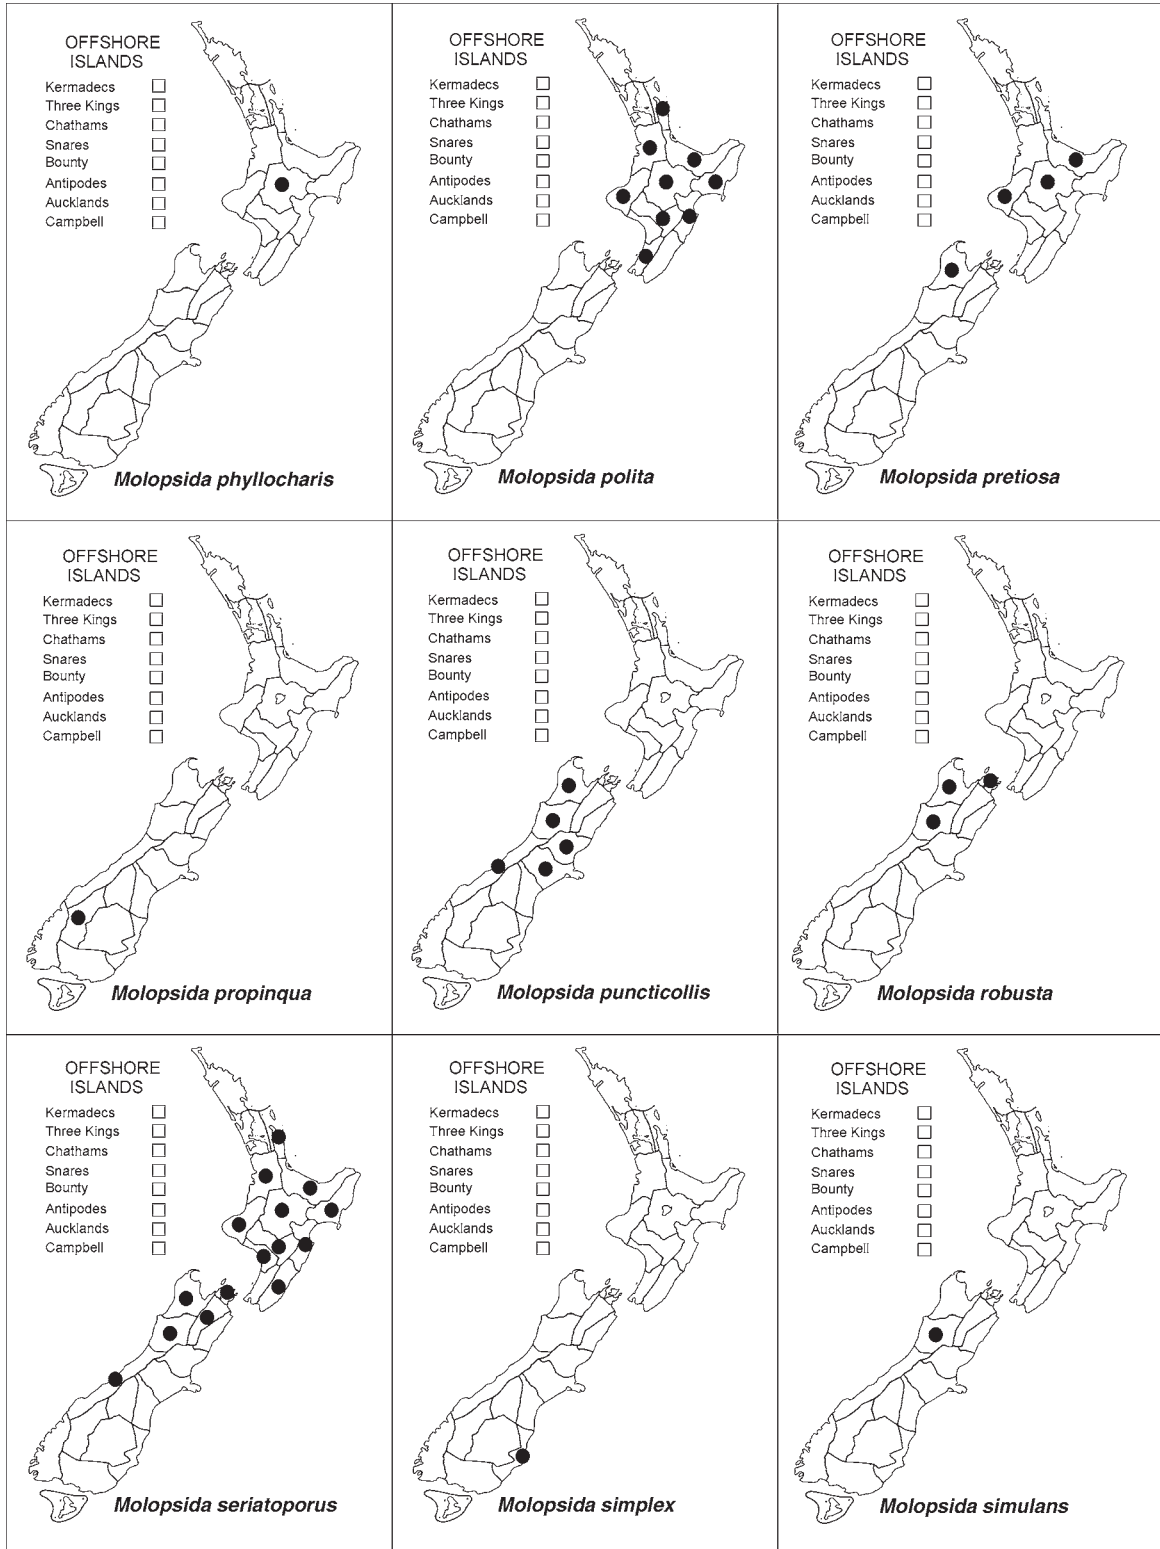 OFFSHORE
ISLANDS
Kermadecs
Three Kings
Chathams
Snares
Bounty
Antipodes
Aucklands
Campbell
Molopsida phyllocharis
OFFSHORE
ISLANDS
Kermadecs
Three Kings
Chathams
Snares
Bounty
Antipodes
Aucklands
Campbell
Molopsida polita
OFFSHORE
ISLANDS
Kermadecs
Three Kings
Chathams
Snares
Bounty
Antipodes
Aucklands
Campbell
Molopsida pretiosa
OFFSHORE
ISLANDS
Kermadecs
Three Kings
Chathams
Snares
Bounty
Antipodes
Aucklands
Campbell
Molopsida propinqua
OFFSHORE
ISLANDS
Kermadecs
Three Kings
Chathams
Snares
Bounty
Antipodes
Aucklands
Campbell
Molopsida puncticollis
OFFSHORE
ISLANDS
Kermadecs
Three Kings
Chathams
Snares
Bounty
Antipodes
Aucklands
Campbell
Molopsida robusta
OFFSHORE
ISLANDS
Kermadecs
Three Kings
Chathams
Snares
Bounty
Antipodes
Aucklands
Campbell
Molopsida seriatoporus
OFFSHORE
ISLANDS
Kermadecs
Three Kings
Chathams
Snares
Bounty
Antipodes
Aucklands
Campbell
Molopsida simplex
OFFSHORE
ISLANDS
Kermadecs
Three Kings
Chathams
Snares
Bounty
Antipodes
Aucklands
Campbell
Molopsida simulans